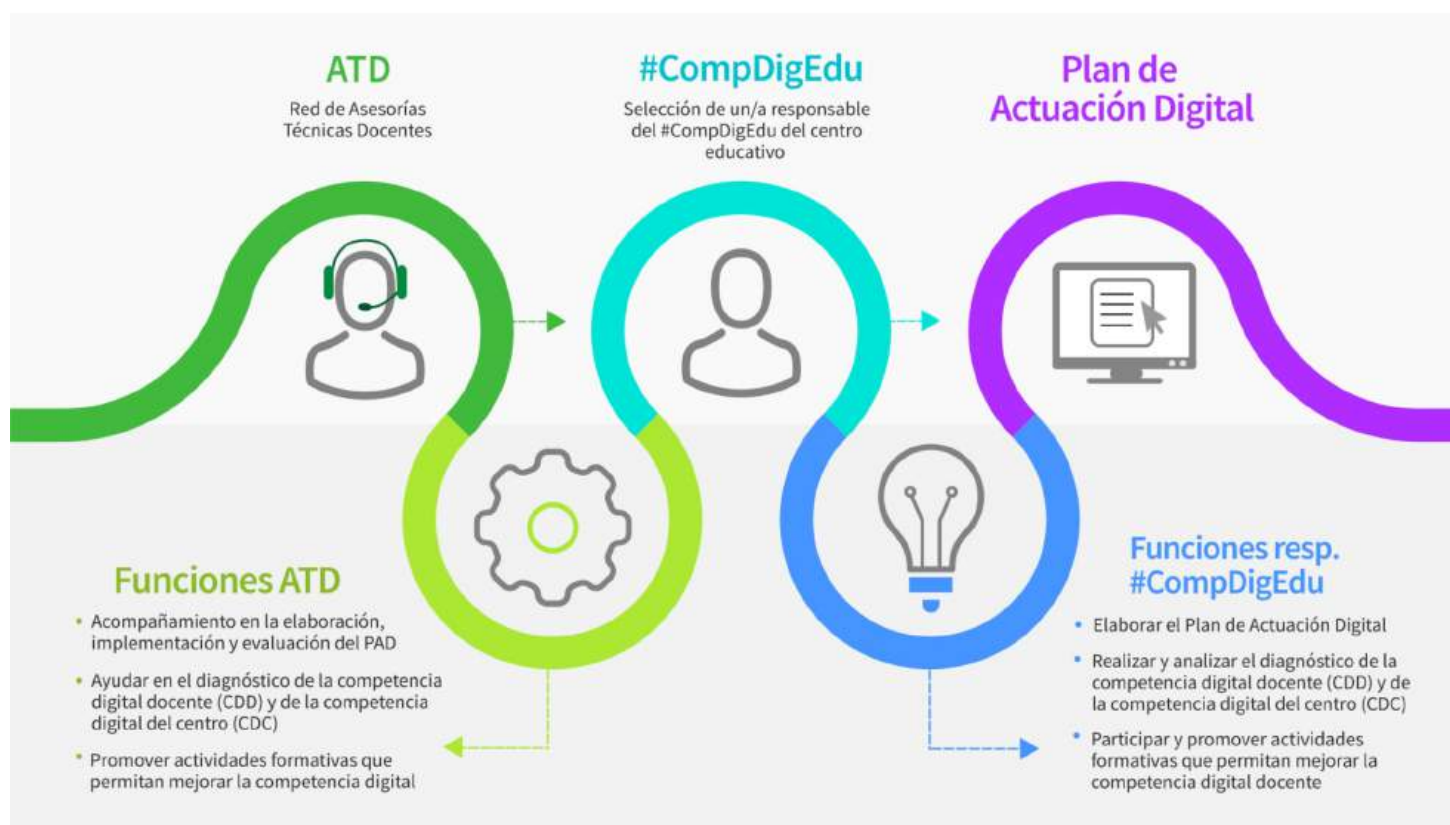 ATD
Red de Asesorías
Técnicas Docentes
#CompDigEdu
Selección de un/a responsable
del #CompDigEdu del centro
educativo
Plan de
Actuación Digital
Funciones ATD
• Acompañamiento en la elaboración,
implementación y evaluación del PAD
• Ayudar en el diagnóstico de la competencia
digital docente (CDD) y de la competencia
digital del centro (CDC)
• Promover actividades formativas que
permitan mejorar la competencia digital
Funciones resp.
#CompDigEdu
• Elaborar el Plan de Actuación Digital
• Realizar y analizar el diagnóstico de la
competencia digital docente (CDD) y de
la competencia digital del centro (CDC)
• Participar y promover actividades
formativas que permitan mejorar la
competencia digital docente